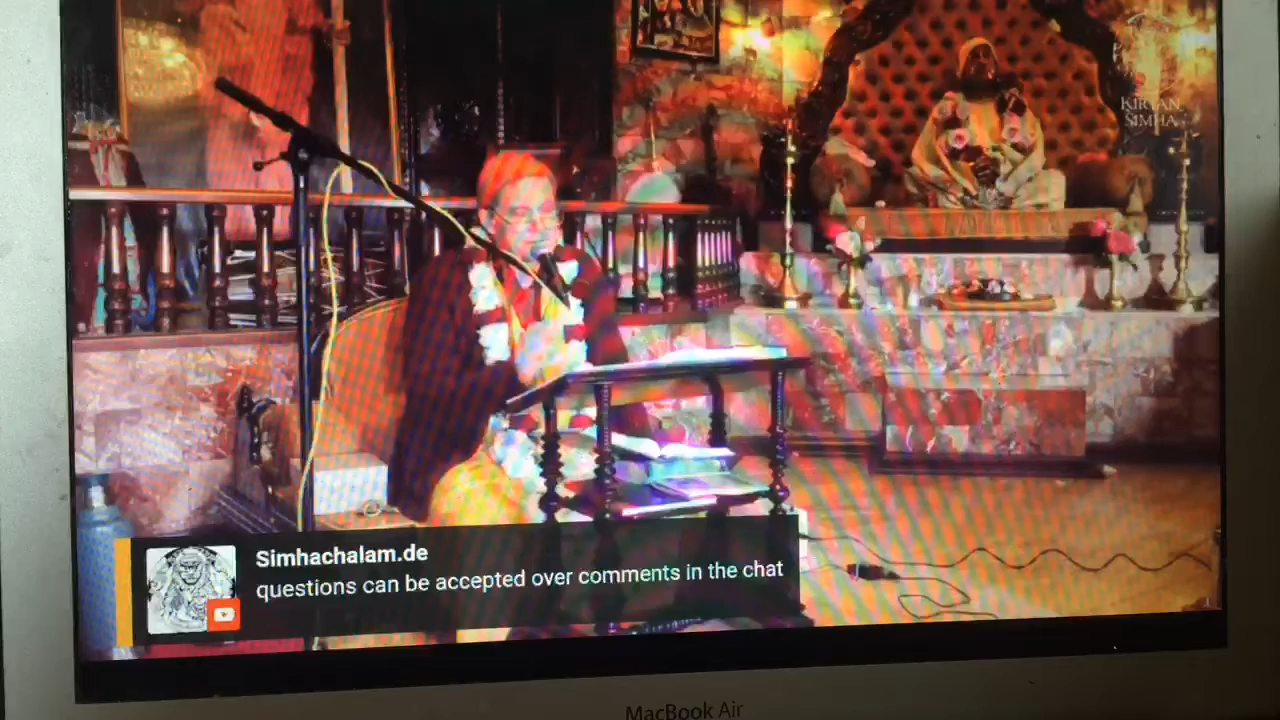 KIRTAN
SIMHA
Simhachalam.de
questions can be accepted over comments in the chat
MacBook Air